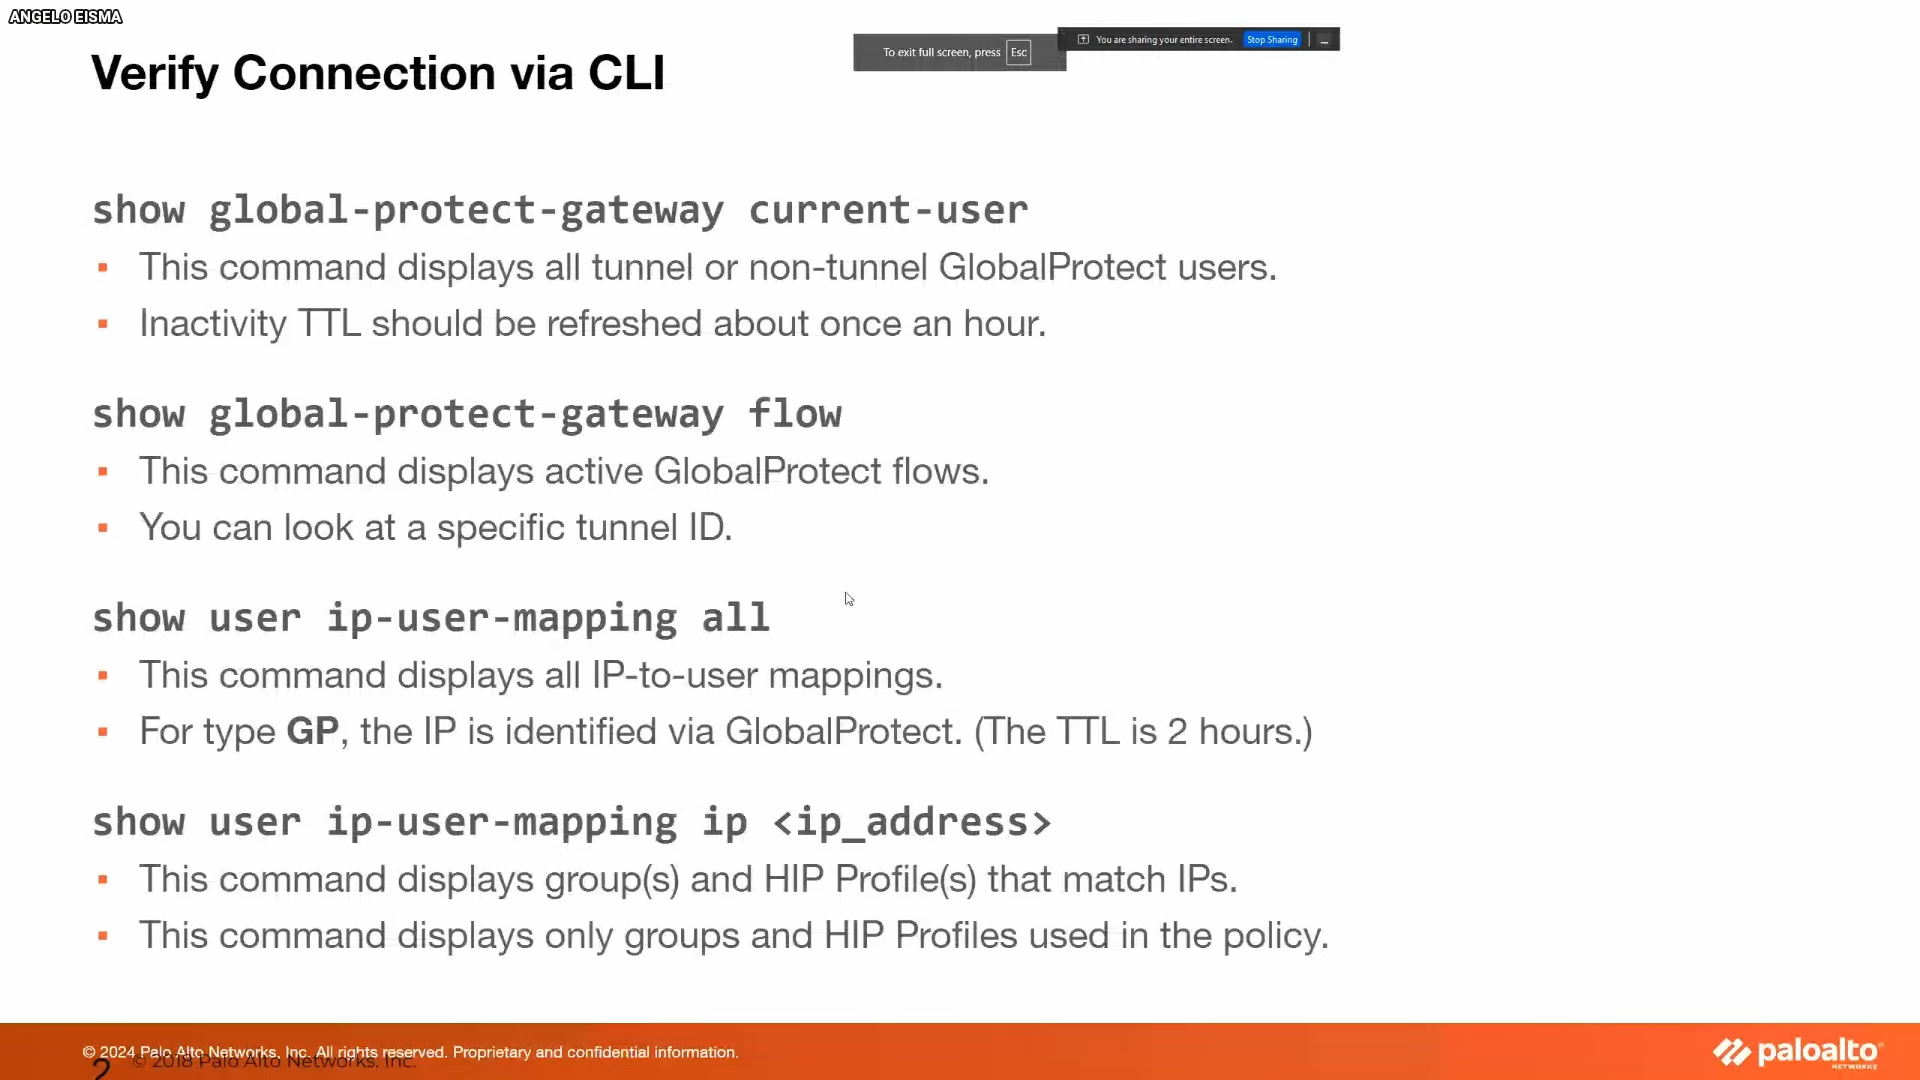 ANGELO EISMA
To exit full screen, press Esc
You are sharing your entire screen. Stop Sharing
Verify Connection via CLI
show global-protect-gateway current-user
▪ This command displays all tunnel or non-tunnel GlobalProtect users.
▪ Inactivity TTL should be refreshed about once an hour.
show global-protect-gateway flow
▪ This command displays active GlobalProtect flows.
▪ You can look at a specific tunnel ID.
show user ip-user-mapping all
▪ This command displays all IP-to-user mappings.
▪ For type GP, the IP is identified via GlobalProtect. (The TTL is 2 hours.)
show user ip-user-mapping ip <ip_address>
▪ This command displays group(s) and HIP Profile(s) that match IPs.
▪ This command displays only groups and HIP Profiles used in the policy.
© 2024 Palo Alto Networks, Inc. All rights reserved. Proprietary and confidential information.
2 © 2018 Palo Alto Networks, Inc.
paloalto
NETWORKS